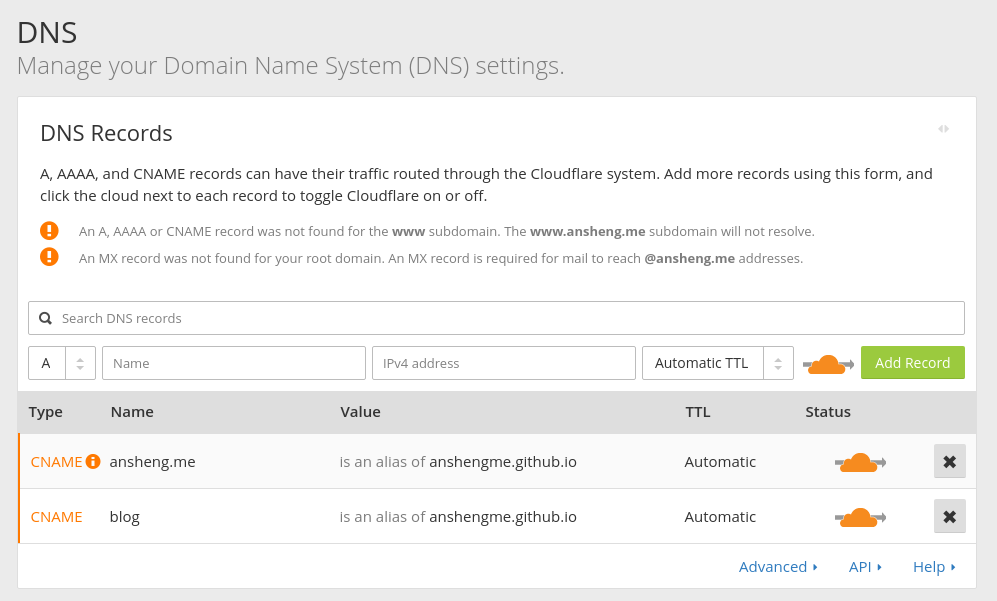 DNS
Manage your Domain Name System (DNS) settings.
DNS Records
A, AAAA, and CNAME records can have their traffic routed through the Cloudflare system. Add more records using this form, and
click the cloud next to each record to toggle Cloudflare on or off.
An A, AAAA or CNAME record was not found for the www subdomain. The www.ansheng.me subdomain will not resolve.
An MX record was not found for your root domain. An MX record is required for mail to reach @ansheng.me addresses.
Search DNS records
A Name IPv4 address Automatic TTL Add Record
Type Name Value TTL Status
CNAME ansheng.me is an alias of anshengme.github.io Automatic
CNAME blog is an alias of anshengme.github.io Automatic
Advanced API Help